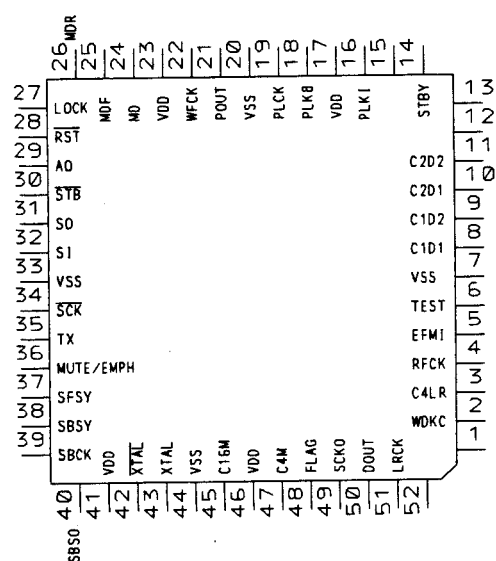 26 25 24 23 22 21 20 19 18 17 16 15 14
MDR
MDF MD VDD WFCK POUT VSS PLCK PLKB VDD PLKI STBY
27
LOCK
28
RST
29
AO
30
STB
31
SO
32
SI
33
VSS
34
SCK
35
TX
36
MUTE/EMPH
37
SFSY
38
SBSY
39
SBCK
13
12
11
C2D2
10
C2D1
9
C1D2
8
C1D1
7
VSS
6
TEST
5
EFMI
4
RFCK
3
C4LR
2
WDKC
1
VDD XTAL XTAL VSS C16M VDD C4M FLAG SCKO DOUT LRCK
40 41 42 43 44 45 46 47 48 49 50 51 52
SBSO